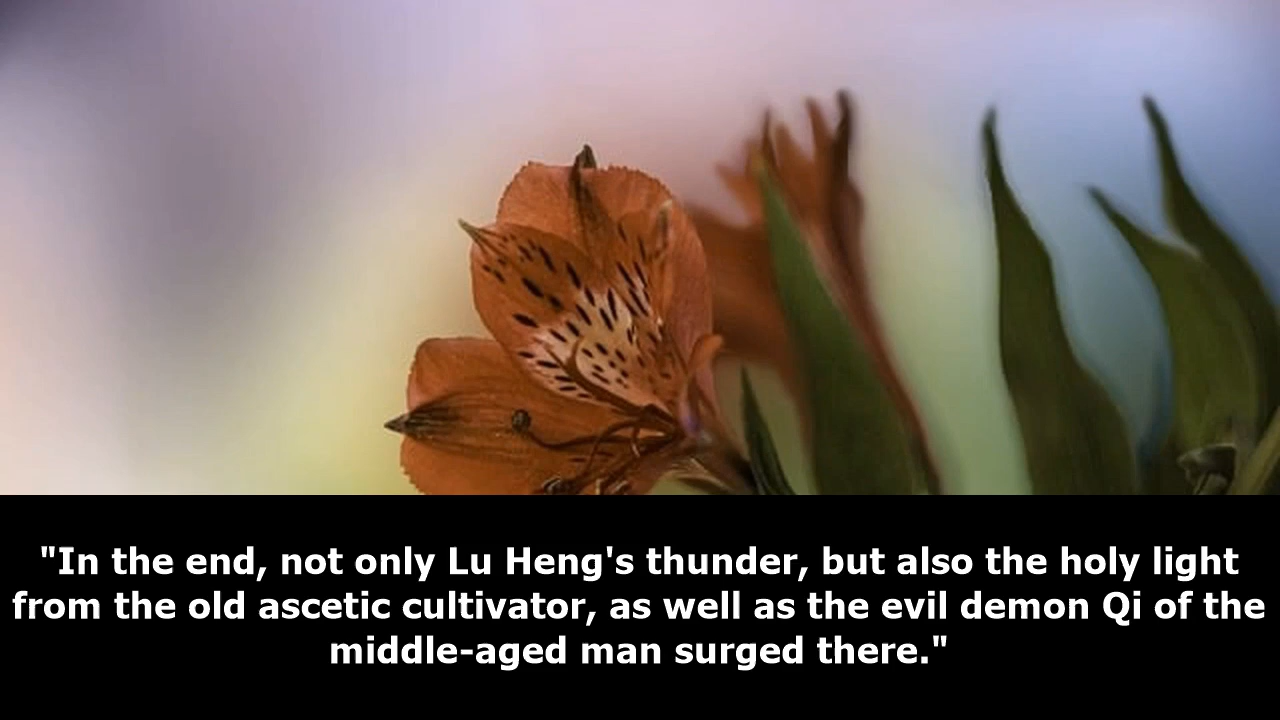 "In the end, not only Lu Heng's thunder, but also the holy light
from the old ascetic cultivator, as well as the evil demon Qi of the
middle-aged man surged there."